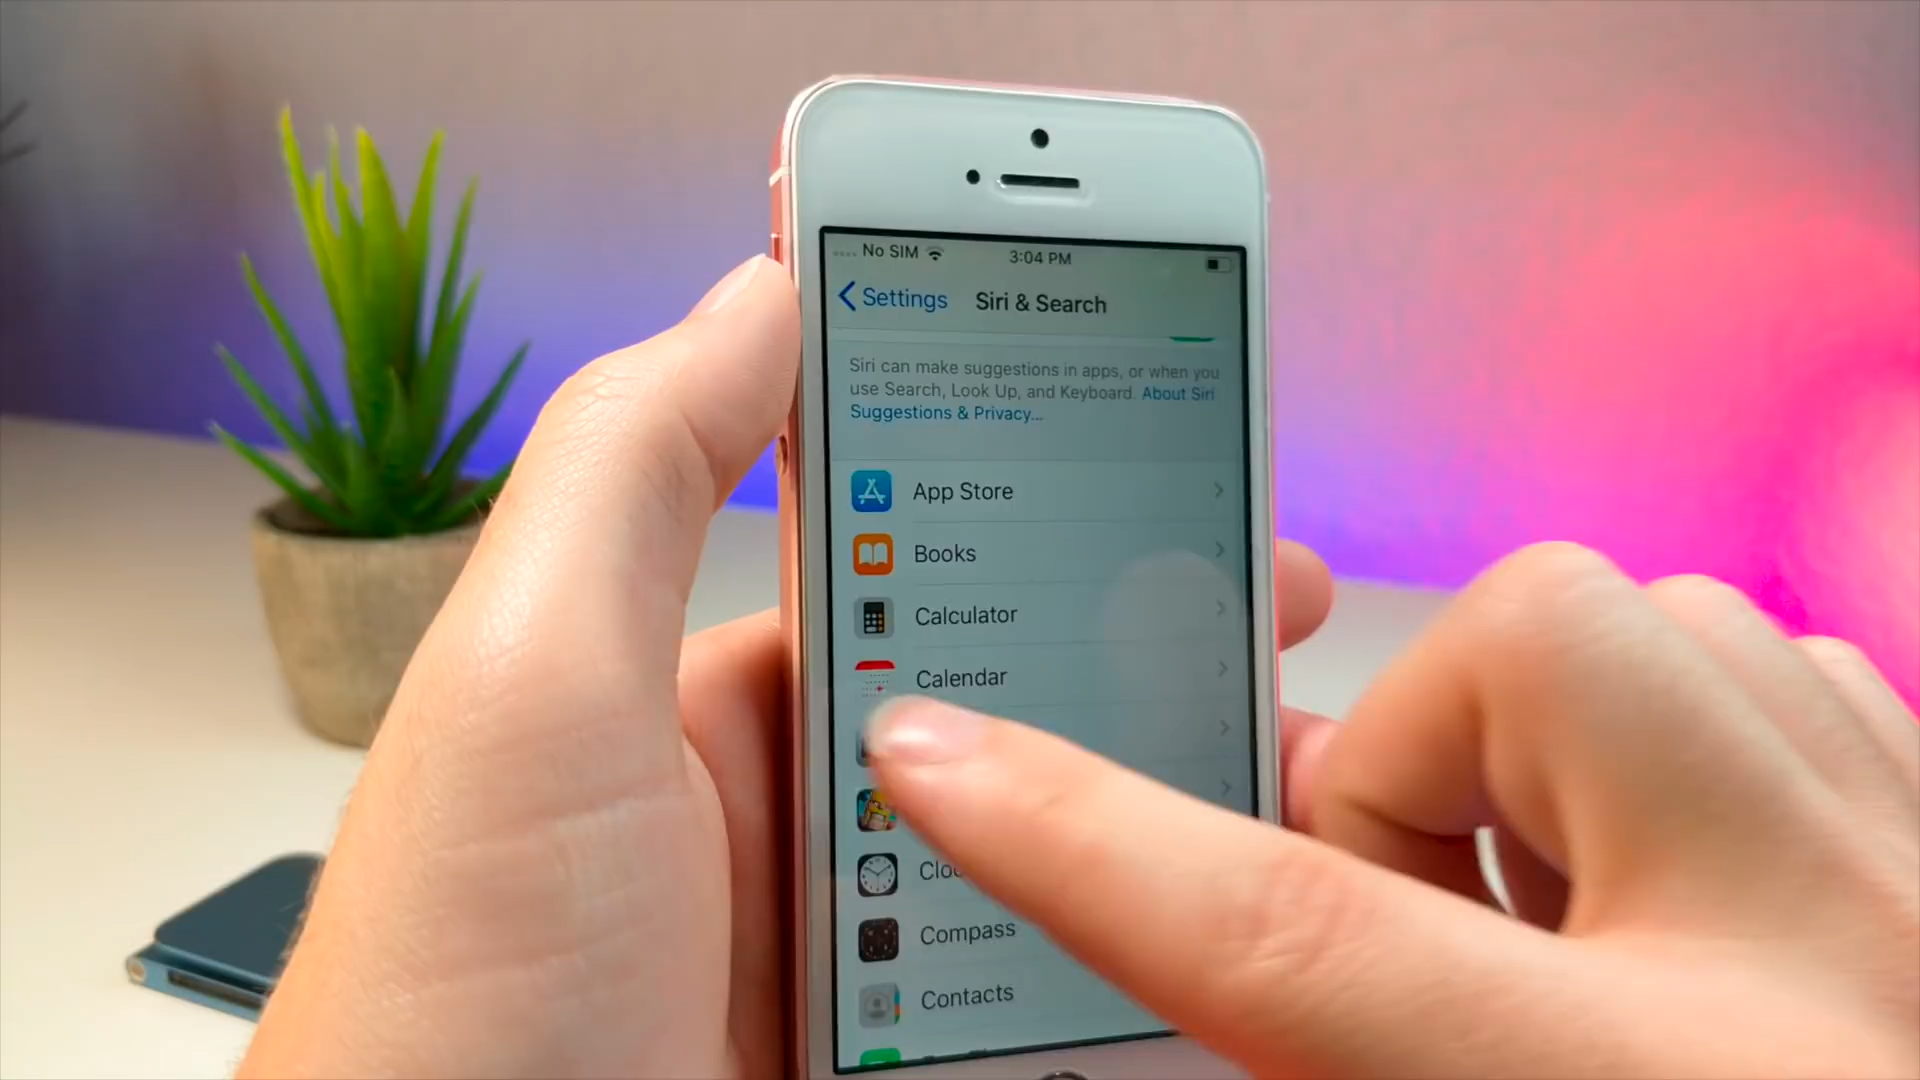 No SIM
3:04 PM
Settings
Siri & Search
Siri can make suggestions in apps, or when you
use Search, Look Up, and Keyboard. About Siri
Suggestions & Privacy...
App Store
Books
Calculator
Calendar
Clo
Compass
Contacts